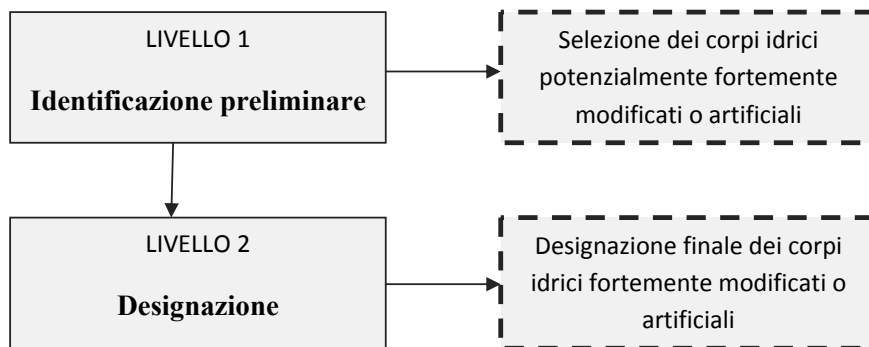 LIVELLO 1
Identificazione preliminare
Selezione dei corpi idrici
potenzialmente fortemente
modificati o artificiali
LIVELLO 2
Designazione
Designazione finale dei corpi
idrici fortemente modificati o
artificiali